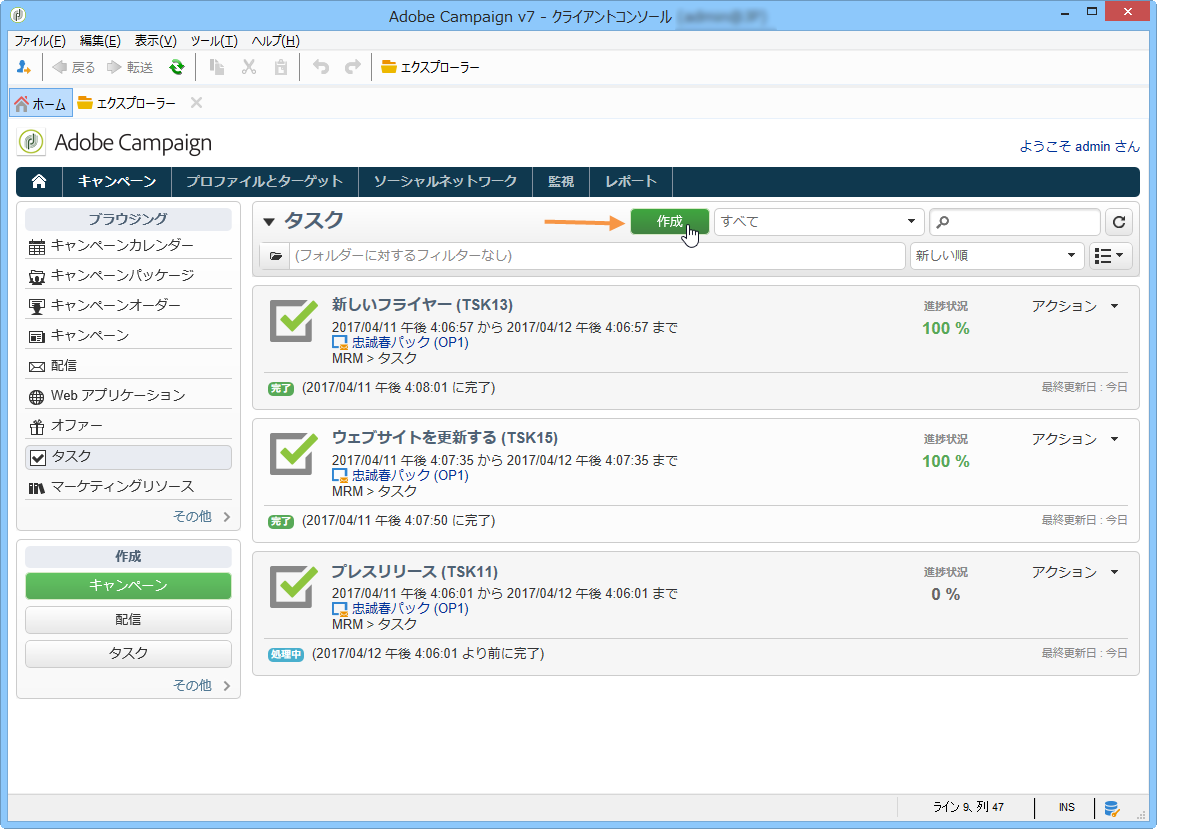 Adobe Campaign v7 - クライアントコンソール
ファイル(F) 編集(E) 表示(V) ツール(T) ヘルプ(H)
戻る 転送 エクスプローラー
ホーム エクスプローラー
Adobe Campaign
ようこそ admin さん
キャンペーン プロファイルとターゲット ソーシャルネットワーク 監視 レポート
ブラウジング
キャンペーンカレンダー
キャンペーンパッケージ
キャンペーンオーダー
キャンペーン
配信
Web アプリケーション
オファー
タスク
マーケティングリソース
その他
作成
キャンペーン
配信
タスク
その他
タスク 作成 すべて
(フォルダーに対するフィルターなし) 新しい順
新しいフライヤー (TSK13) 進捗状況 アクション
2017/04/11 午後 4:06:57 から 2017/04/12 午後 4:06:57 まで 100 %
忠誠春パック (OP1)
MRM > タスク
完了 (2017/04/11 午後 4:08:01 に完了) 最終更新日 : 今日
ウェブサイトを更新する (TSK15) 進捗状況 アクション
2017/04/11 午後 4:07:35 から 2017/04/12 午後 4:07:35 まで 100 %
忠誠春パック (OP1)
MRM > タスク
完了 (2017/04/11 午後 4:07:50 に完了) 最終更新日 : 今日
プレスリリース (TSK11) 進捗状況 アクション
2017/04/11 午後 4:06:01 から 2017/04/12 午後 4:06:01 まで 0 %
忠誠春パック (OP1)
MRM > タスク
処理中 (2017/04/12 午後 4:06:01 より前に完了) 最終更新日 : 今日
ライン 9、列 47 INS